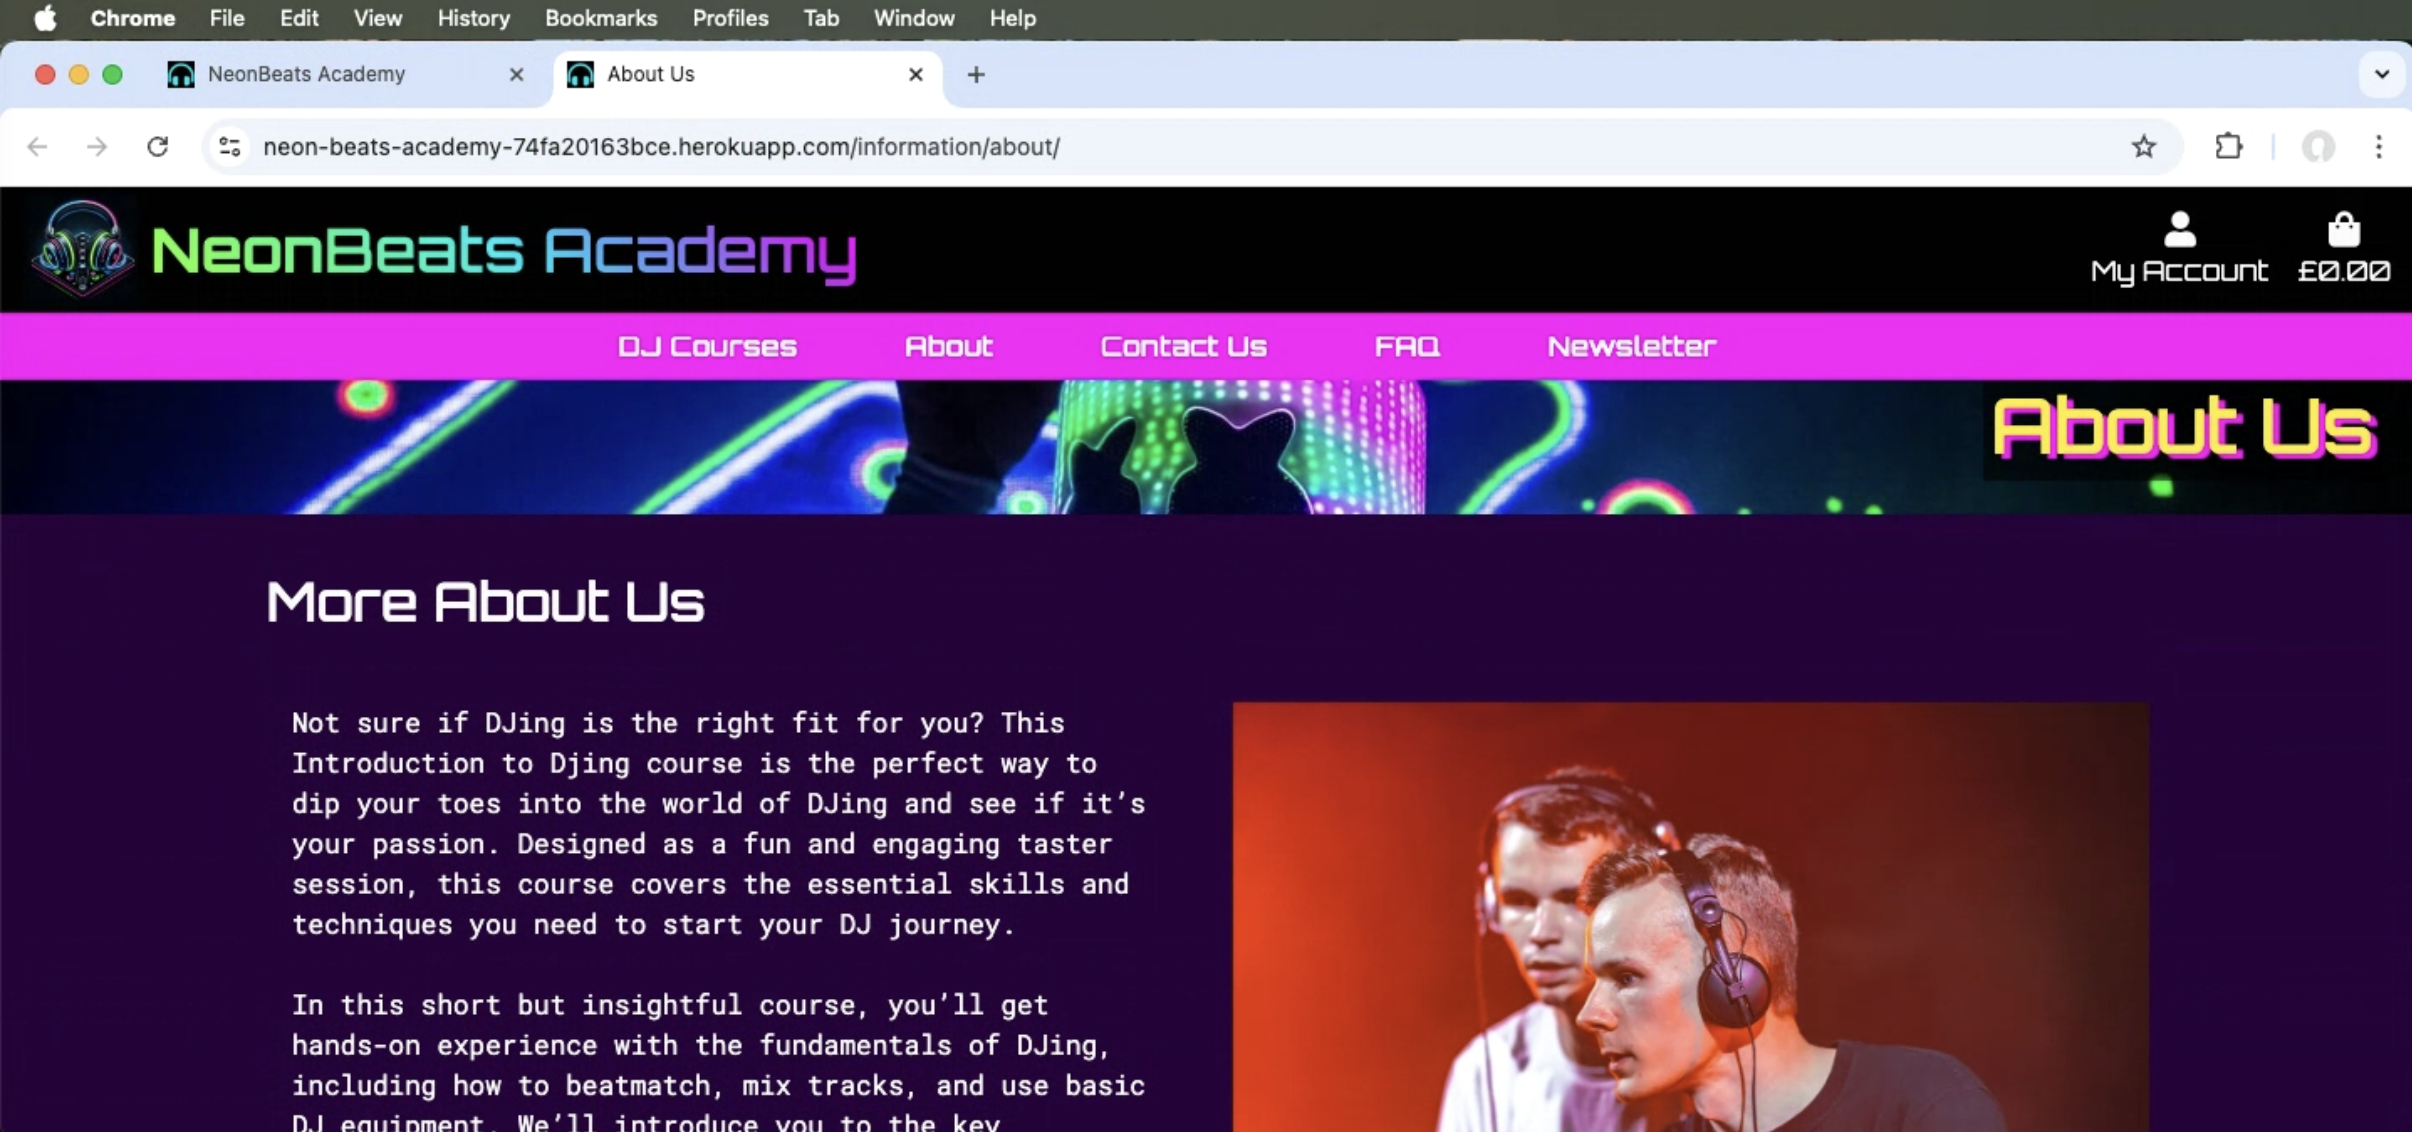 Chrome File Edit View History Bookmarks Profiles Tab Window Help
NeonBeats Academy
About Us
neon-beats-academy-74fa20163bce.herokuapp.com/information/about/
NeonBeats Academy
My Account
£0.00
DJ Courses About Contact Us FAQ Newsletter
About Us
More About Us
Not sure if DJing is the right fit for you? This
Introduction to Djing course is the perfect way to
dip your toes into the world of DJing and see if it’s
your passion. Designed as a fun and engaging taster
session, this course covers the essential skills and
techniques you need to start your DJ journey.
In this short but insightful course, you’ll get
hands-on experience with the fundamentals of DJing,
including how to beatmatch, mix tracks, and use basic
DJ equipment. We’ll introduce you to the key